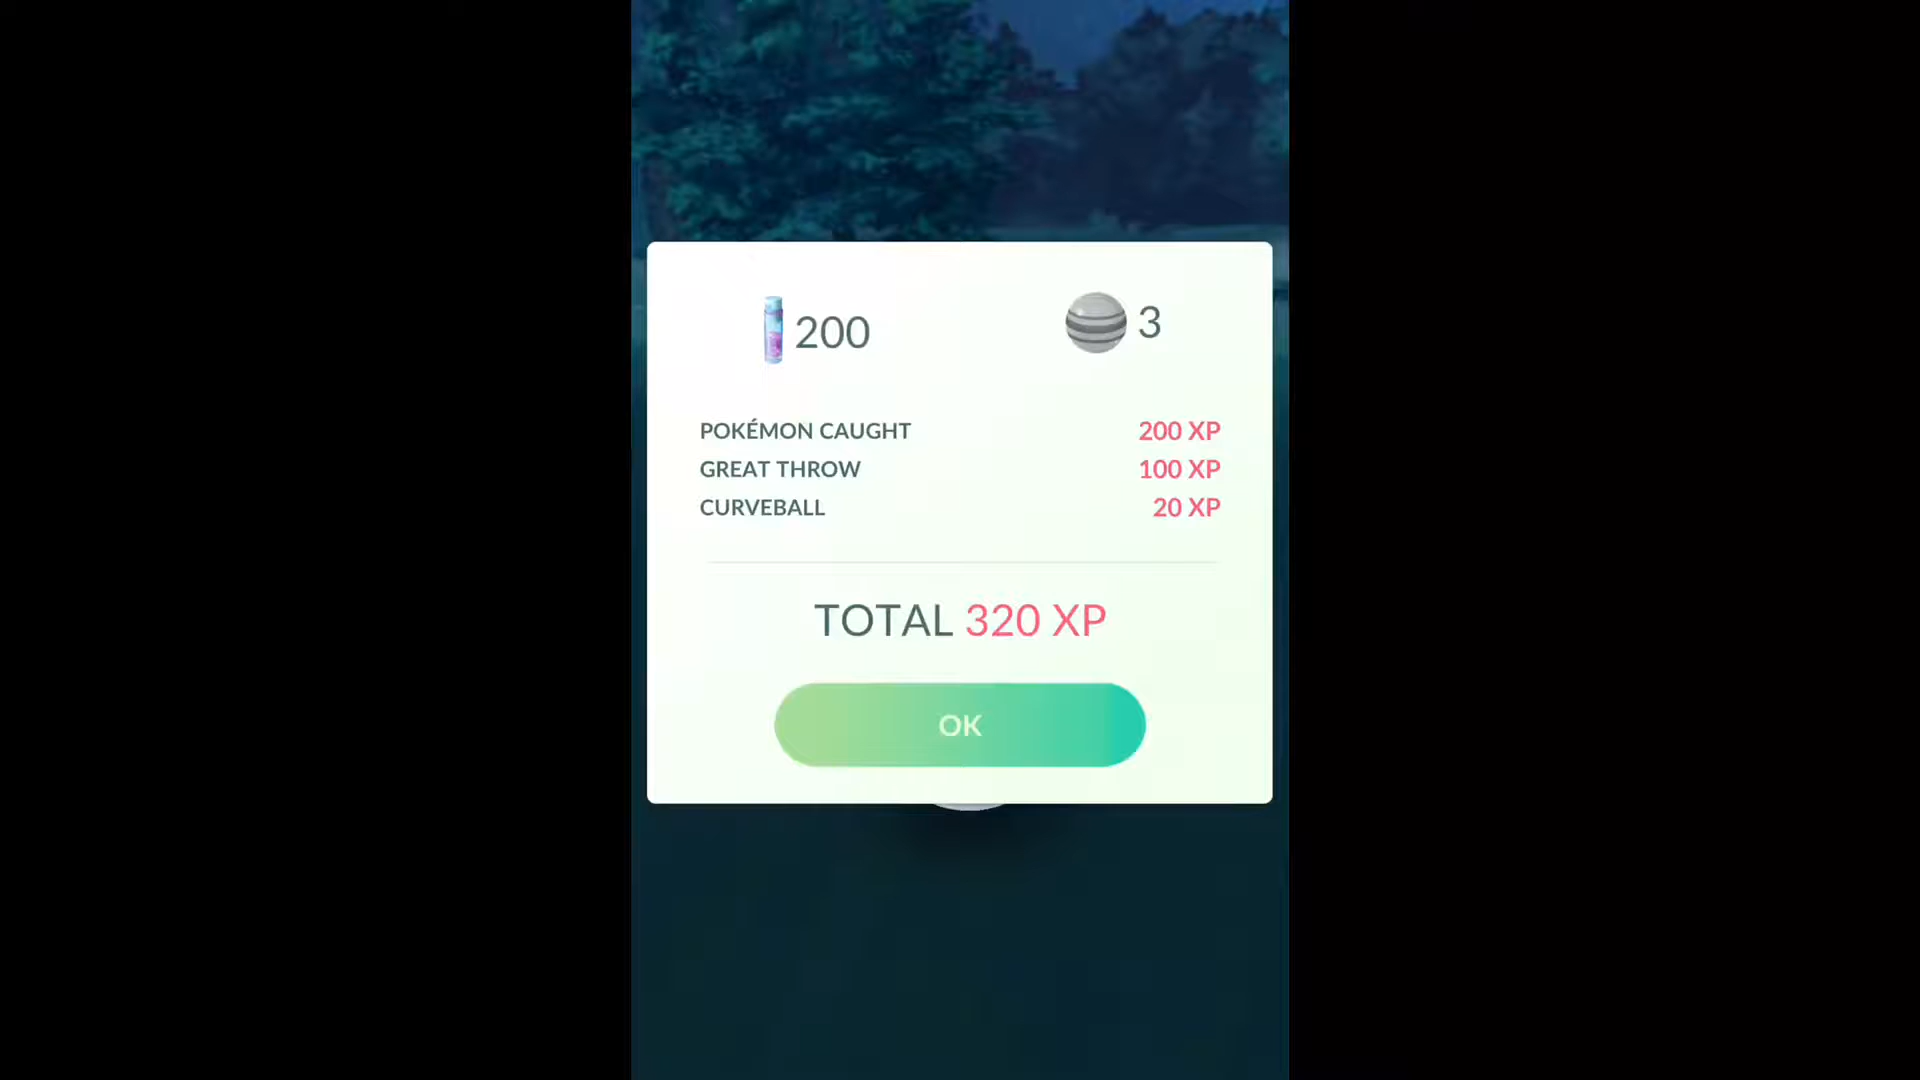 200
3
POKÉMON CAUGHT 200 XP
GREAT THROW 100 XP
CURVEBALL 20 XP
TOTAL 320 XP
OK